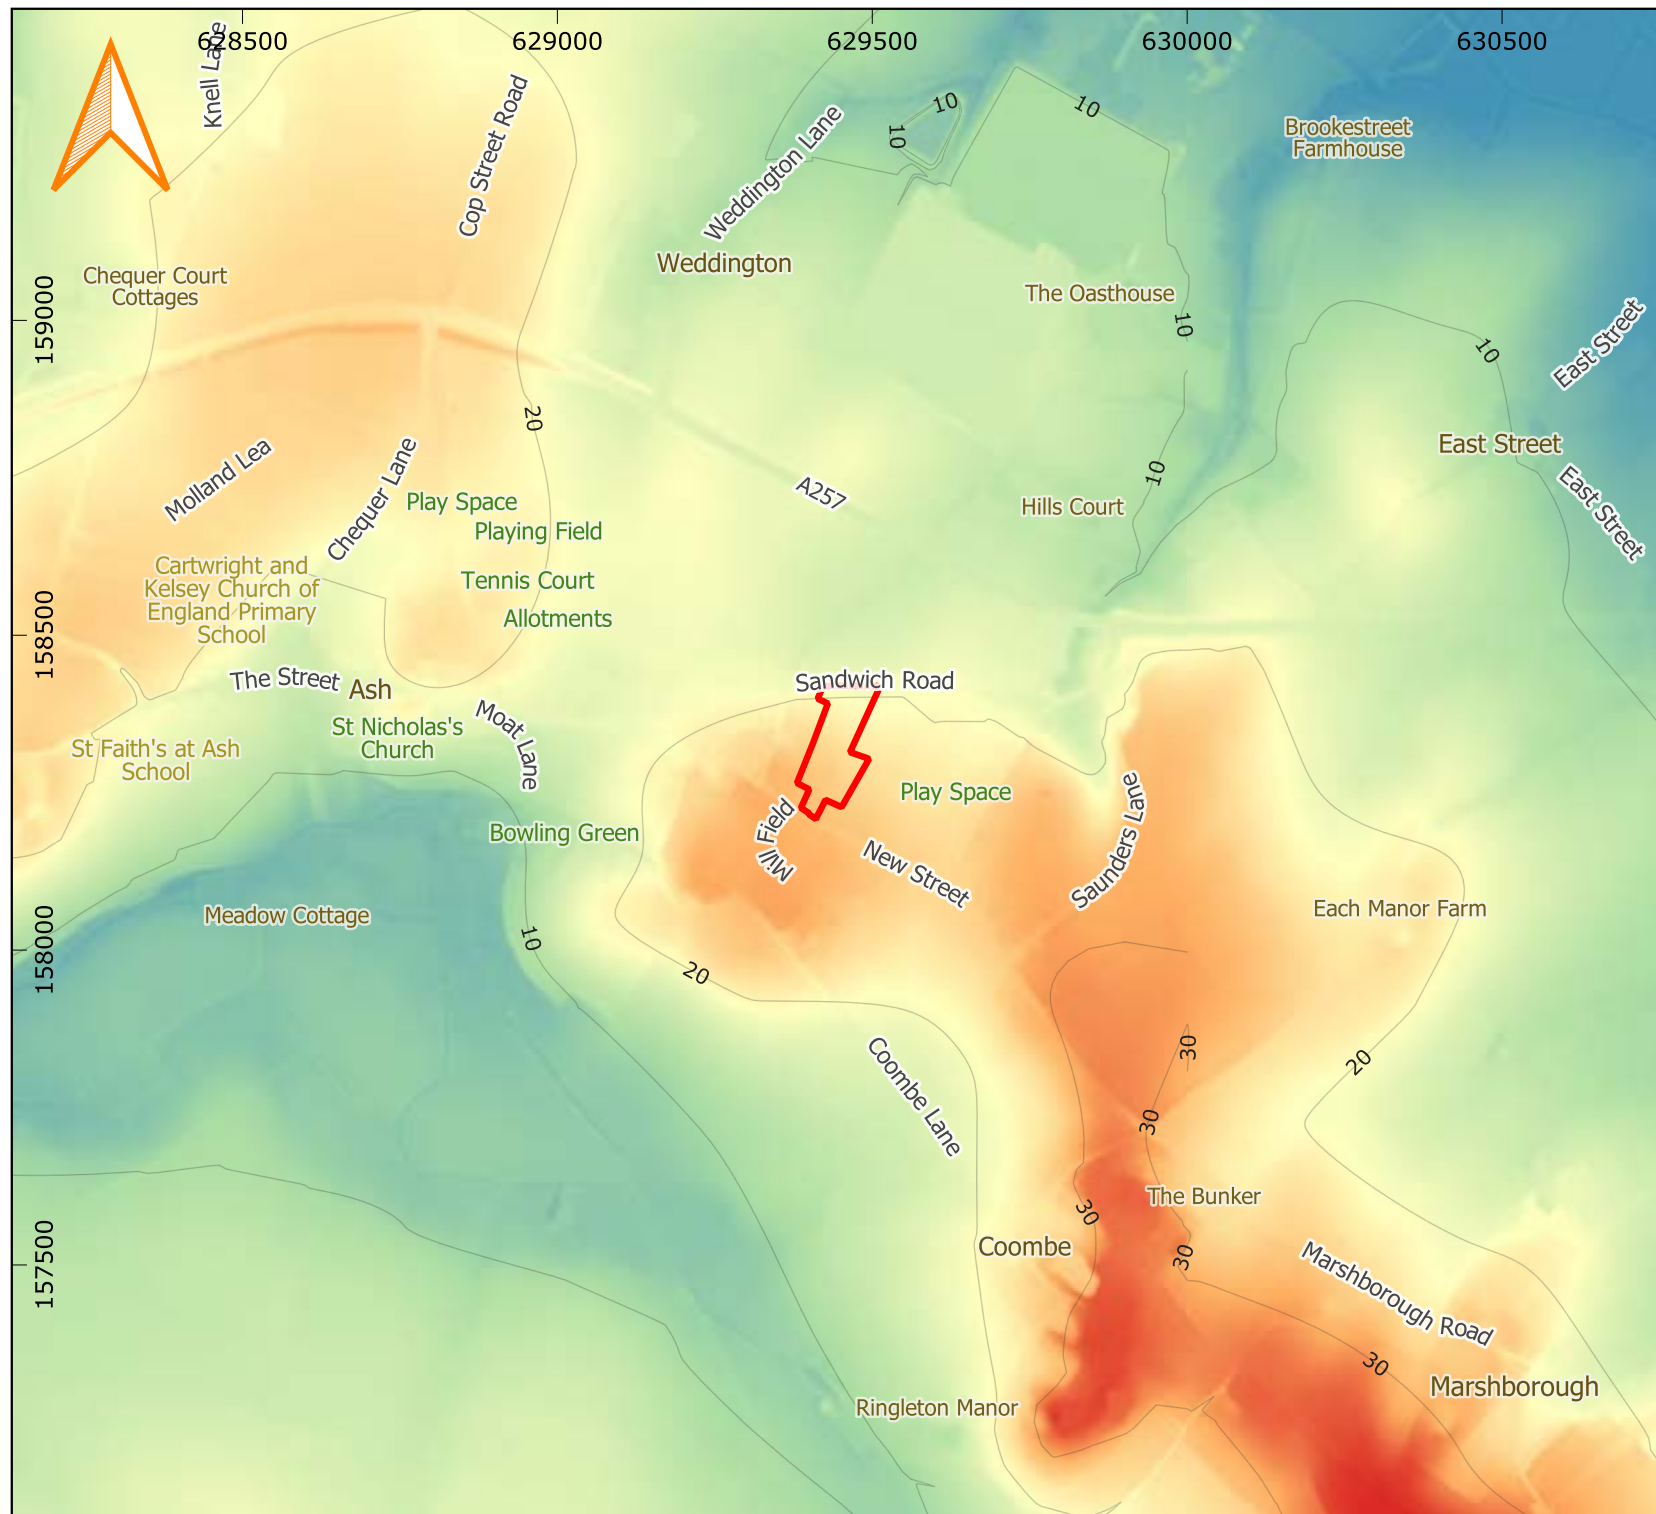 628500
629000
629500
630000
630500
Knell Lane
Cop Street Road
Weddington Lane
10
10
10
Brookestreet
Farmhouse
Weddington
Chequer Court
Cottages
The Oasthouse
159000
10
10
East Street
20
East Street
Molland Lea
Chequer Lane
Play Space
A257
10
Hills Court
East Street
Playing Field
Cartwright and
Kelsey Church of
England Primary
School
Tennis Court
Allotments
158500
The Street
Ash
Sandwich Road
St Nicholas's
Church
Moat Lane
St Faith's at Ash
School
Play Space
Bowling Green
Mill Field
New Street
Saunders Lane
Meadow Cottage
Each Manor Farm
158000
10
20
Coombe Lane
30
20
30
The Bunker
30
Coombe
30
157500
Marshborough Road
30
Marshborough
Ringleton Manor